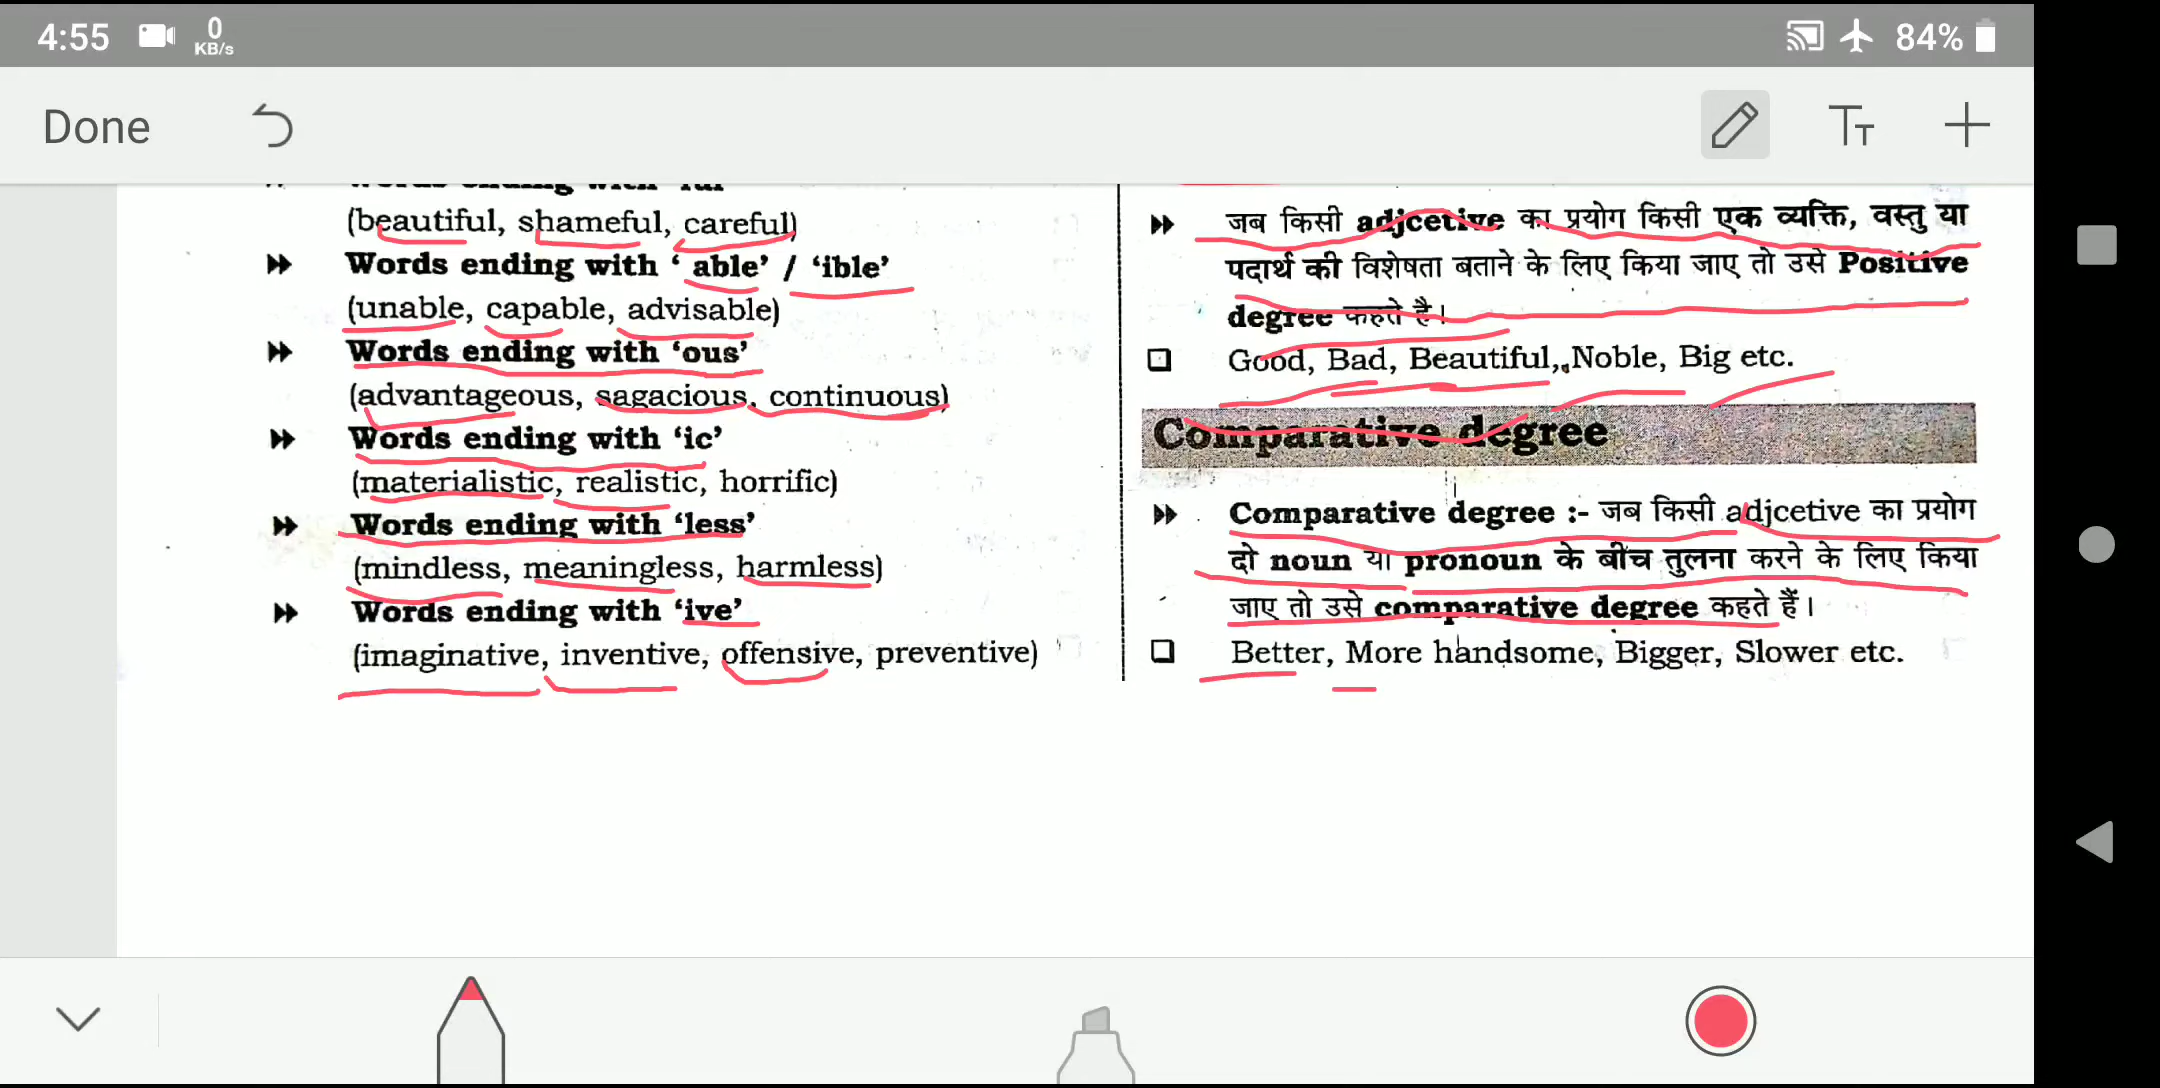 4:55
0
KB/s
84%
Done
Words ending with 'ful'
(beautiful, shameful, careful)
Words ending with ' able' / 'ible'
(unable, capable, advisable)
Words ending with 'ous'
(advantageous, sagacious, continuous)
Words ending with 'ic'
(materialistic, realistic, horrific)
Words ending with 'less'
(mindless, meaningless, harmless)
Words ending with 'ive'
(imaginative, inventive, offensive, preventive)
जब किसी adjcetive का प्रयोग किसी एक व्यक्ति, वस्तु या
पदार्थ की विशेषता बताने के लिए किया जाए तो उसे Positive
degree कहते है।
Good, Bad, Beautiful, Noble, Big etc.
Comparative degree
Comparative degree :- जब किसी adjcetive का प्रयोग
दो noun या pronoun के बीच तुलना करने के लिए किया
जाए तो उसे comparative degree कहते हैं।
Better, More handsome, Bigger, Slower etc.